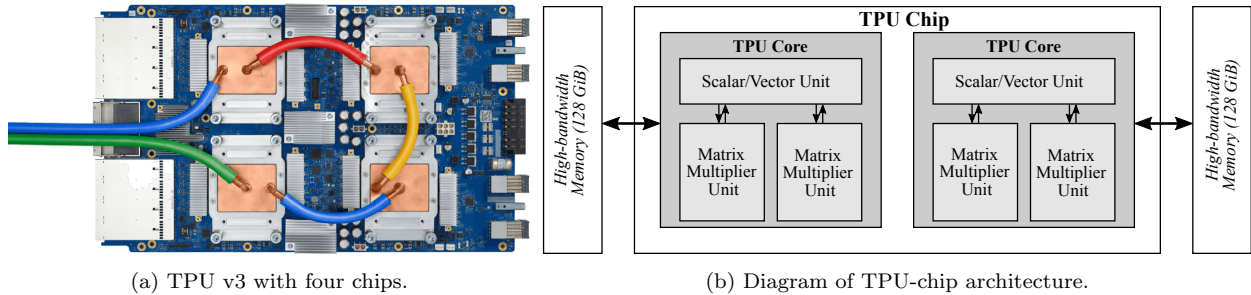 High-bandwidth
Memory (128 GiB)
TPU Chip
TPU Core
Scalar/Vector Unit
Matrix
Multiplier
Unit
Matrix
Multiplier
Unit
TPU Core
Scalar/Vector Unit
Matrix
Multiplier
Unit
Matrix
Multiplier
Unit
High-bandwidth
Memory (128 GiB)
(a) TPU v3 with four chips.
(b) Diagram of TPU-chip architecture.